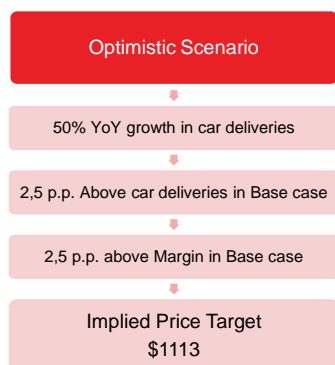 Optimistic Scenario
50% YoY growth in car deliveries
2,5 p.p. Above car deliveries in Base case
2,5 p.p. above Margin in Base case
Implied Price Target
$1113